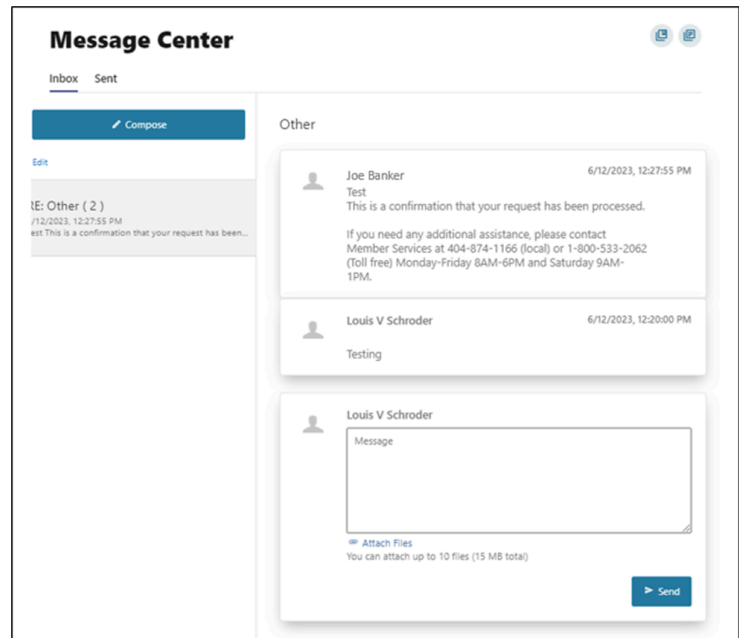 Message Center
Inbox Sent
Compose
Edit
RE: Other ( 2 )
/12/2023, 12:27:55 PM
est This is a confirmation that your request has been...
Other
Joe Banker
6/12/2023, 12:27:55 PM
Test
This is a confirmation that your request has been processed.
If you need any additional assistance, please contact
Member Services at 404-874-1166 (local) or 1-800-533-2062
(Toll free) Monday-Friday 8AM-6PM and Saturday 9AM-
1PM.
Louis V Schroder
6/12/2023, 12:20:00 PM
Testing
Louis V Schroder
Message
Attach Files
You can attach up to 10 files (15 MB total)
Send